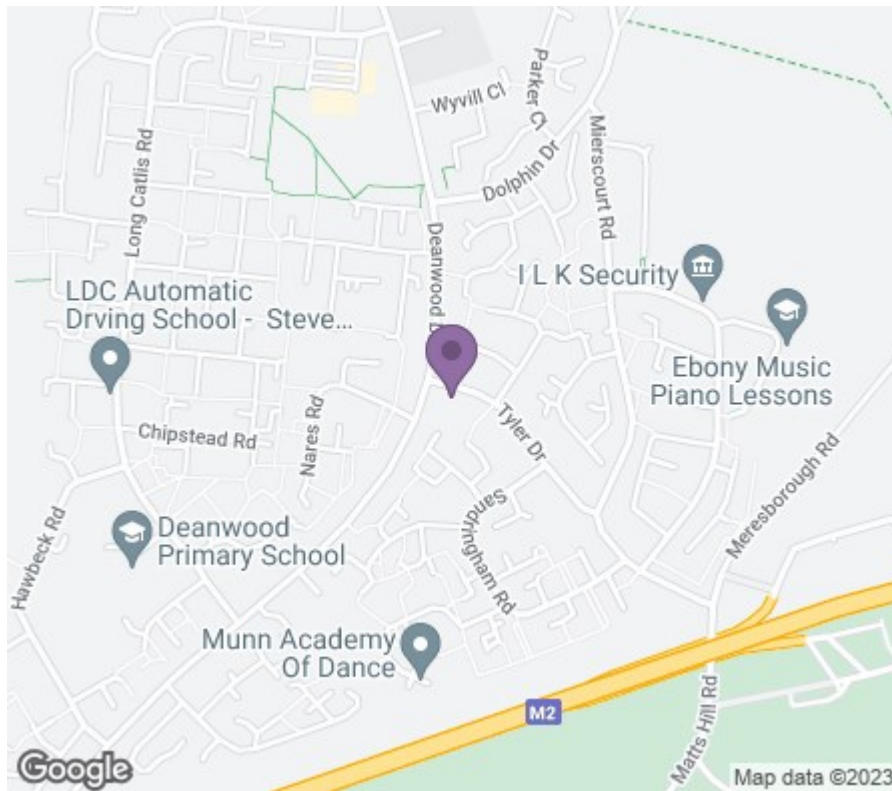 Wyvill Cl
Parker Cl
Dolphin Dr
Mierscourt Rd
Long Catlis Rd
Deanwood D
I L K Security
LDC Automatic
Drving School - Steve...
Ebony Music
Piano Lessons
Chipstead Rd
Nares Rd
Tyler Dr
Meresborough Rd
Sandringham Rd
Deanwood
Primary School
Hawbeck Rd
Munn Academy
Of Dance
M2
Matts Hill Rd
Google
Map data ©2023